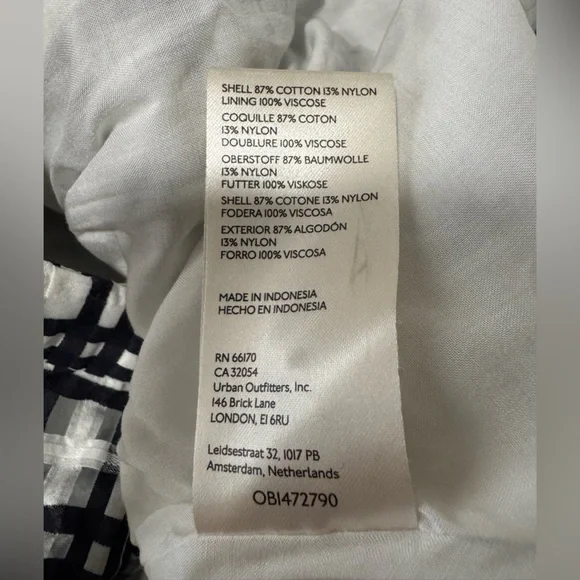 SHELL 87% COTTON 13% NYLON
LINING 100% VISCOSE
COQUILLE 87% COTON
13% NYLON
DOUBLURE 100% VISCOSE
OBERSTOFF 87% BAUMWOLLE
13% NYLON
FUTTER 100% VISKOSE
SHELL 87% COTONE 13% NYLON
FODERA 100% VISCOSA
EXTERIOR 87% ALGODÓN
13% NYLON
FORRO 100% VISCOSA
MADE IN INDONESIA
HECHO EN INDONESIA
RN 66170
CA 32054
Urban Outfitters, Inc.
146 Brick Lane
LONDON, E1 6RU
Leidsestraat 32, 1017 PB
Amsterdam, Netherlands
OB1472790